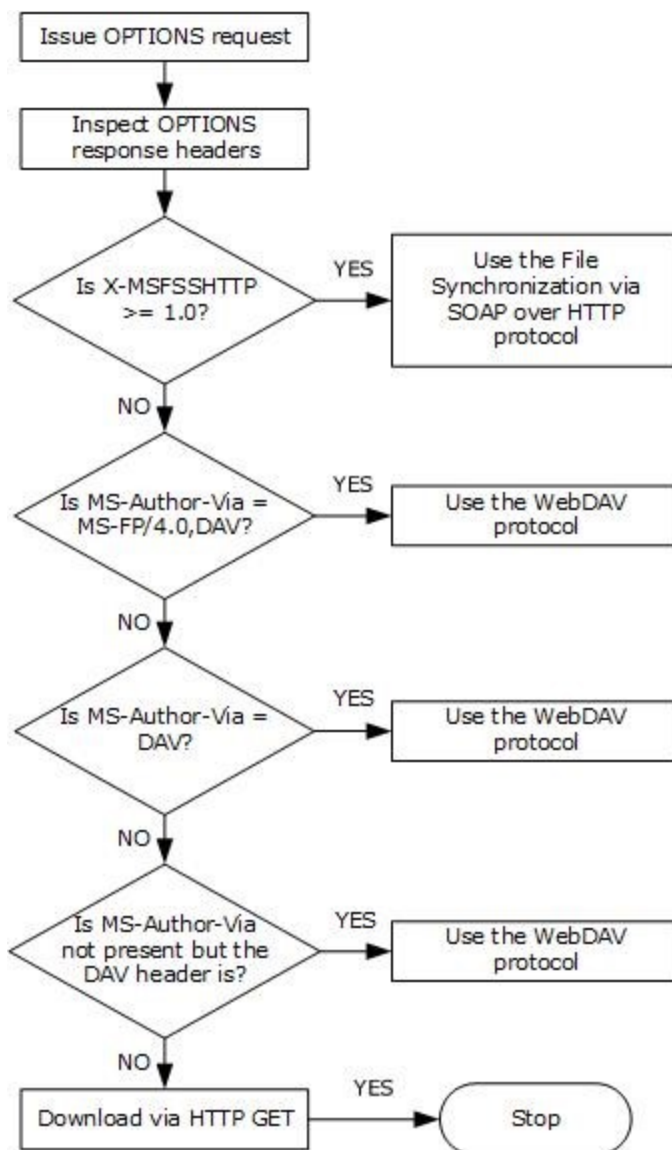 Issue OPTIONS request
Inspect OPTIONS
response headers
Is X-MSFSSHTTP
>= 1.0?
YES
Use the File
Synchronization via
SOAP over HTTP
protocol
NO
Is MS-Author-Via =
MS-FP/4.0,DAV?
YES
Use the WebDAV
protocol
NO
Is MS-Author-Via =
DAV?
YES
Use the WebDAV
protocol
NO
Is MS-Author-Via
not present but the
DAV header is?
YES
Use the WebDAV
protocol
NO
Download via HTTP GET
YES
Stop